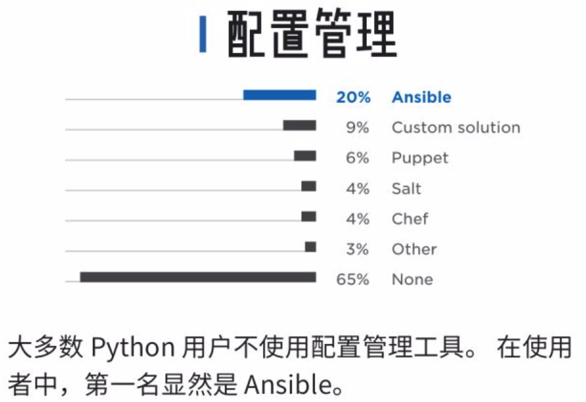 配置管理
20% Ansible
9% Custom solution
6% Puppet
4% Salt
4% Chef
3% Other
65% None
大多数 Python 用户不使用配置管理工具。 在使用
者中，第一名显然是 Ansible。